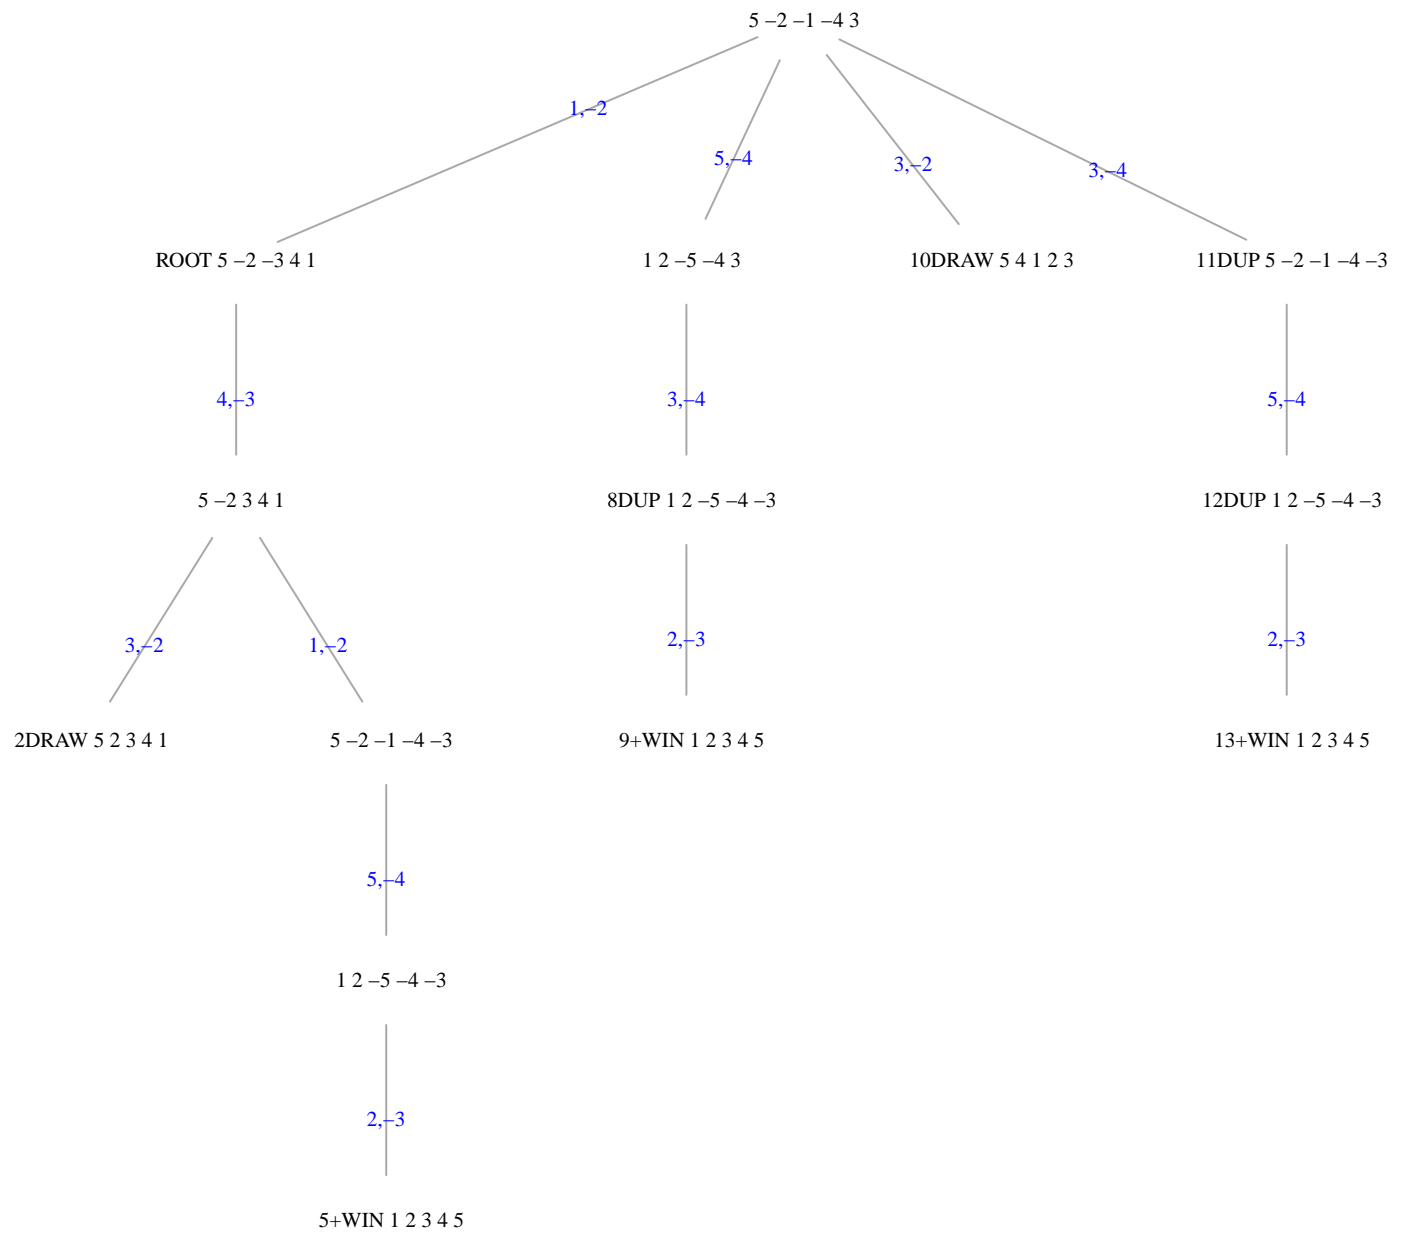 5 –2 –1 –4 3
1,–2
5,–4
3,–2
3,–4
ROOT 5 –2 –3 4 1
1 2 –5 –4 3
10DRAW 5 4 1 2 3
11DUP 5 –2 –1 –4 –3
4,–3
3,–4
5,–4
5 –2 3 4 1
8DUP 1 2 –5 –4 –3
12DUP 1 2 –5 –4 –3
3,–2
1,–2
2,–3
2,–3
2DRAW 5 2 3 4 1
5 –2 –1 –4 –3
9+WIN 1 2 3 4 5
13+WIN 1 2 3 4 5
5,–4
1 2 –5 –4 –3
2,–3
5+WIN 1 2 3 4 5